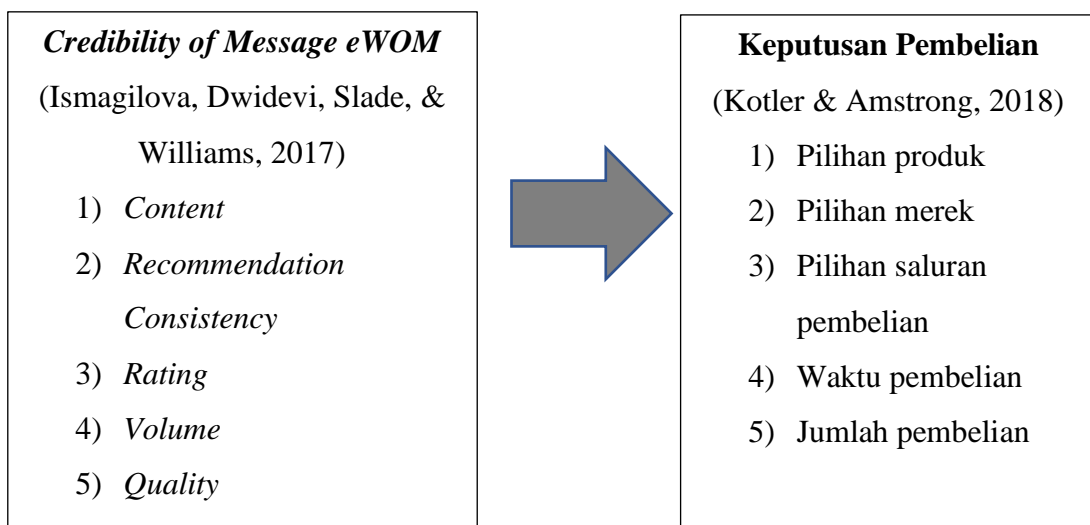 Credibility of Message eWOM
(Ismagilova, Dwidevi, Slade, &
Williams, 2017)
1) Content
2) Recommendation
Consistency
3) Rating
4) Volume
5) Quality
Keputusan Pembelian
(Kotler & Amstrong, 2018)
1) Pilihan produk
2) Pilihan merek
3) Pilihan saluran
pembelian
4) Waktu pembelian
5) Jumlah pembelian